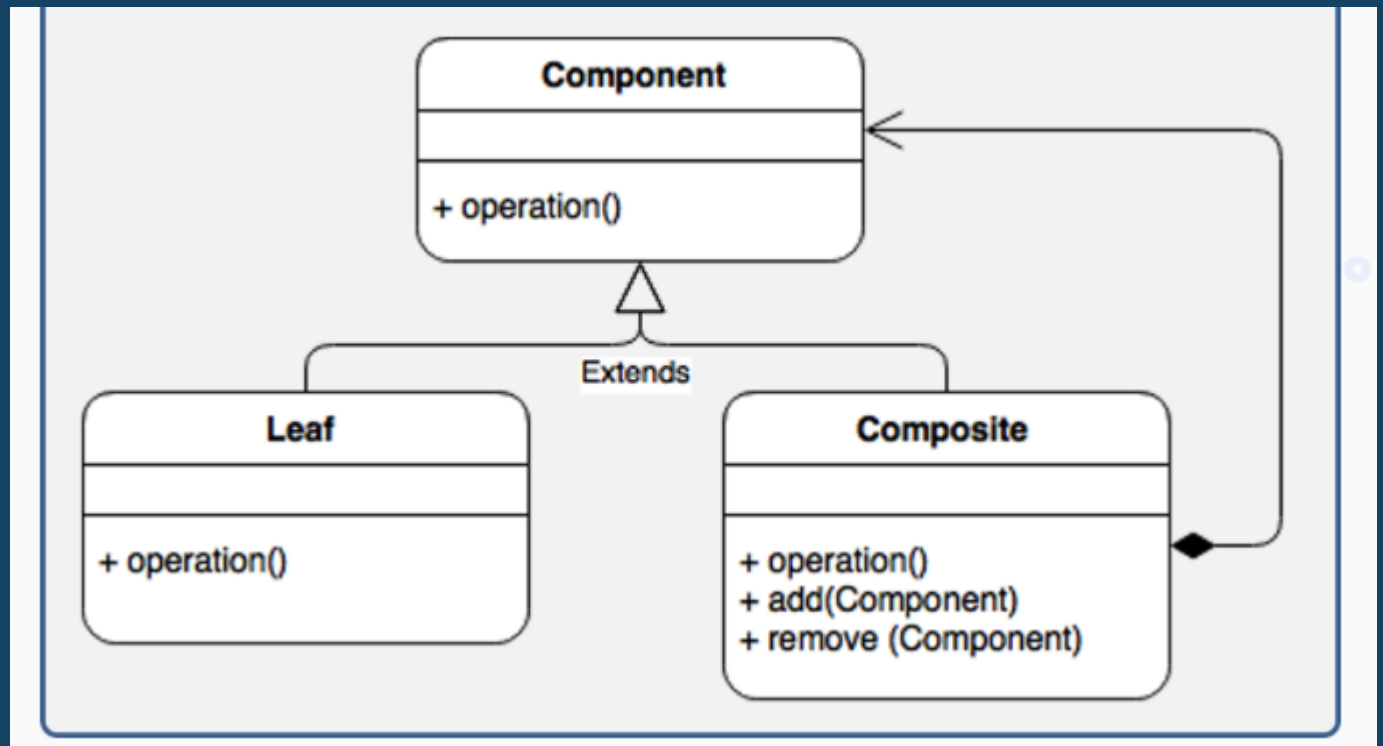 Component
+ operation()
Extends
Leaf
+ operation()
Composite
+ operation()
+ add(Component)
+ remove (Component)